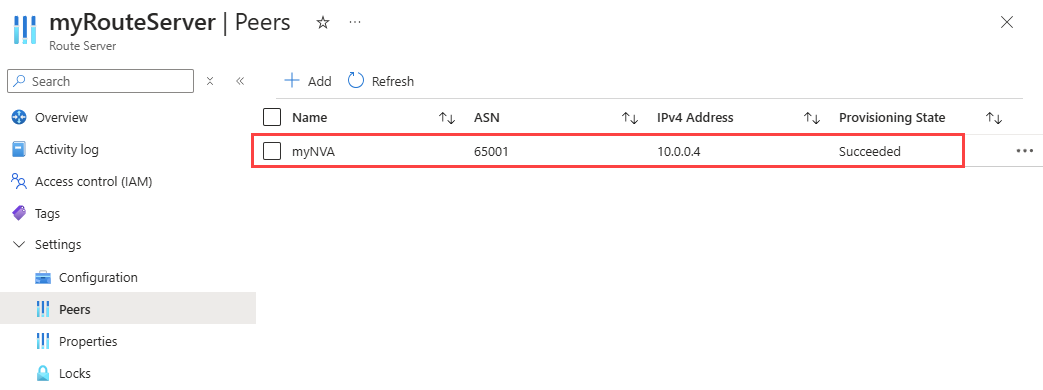 myRouteServer | Peers
Route Server
Search
Add Refresh
Name ASN IPv4 Address Provisioning State
myNVA 65001 10.0.0.4 Succeeded
Overview
Activity log
Access control (IAM)
Tags
Settings
Configuration
Peers
Properties
Locks